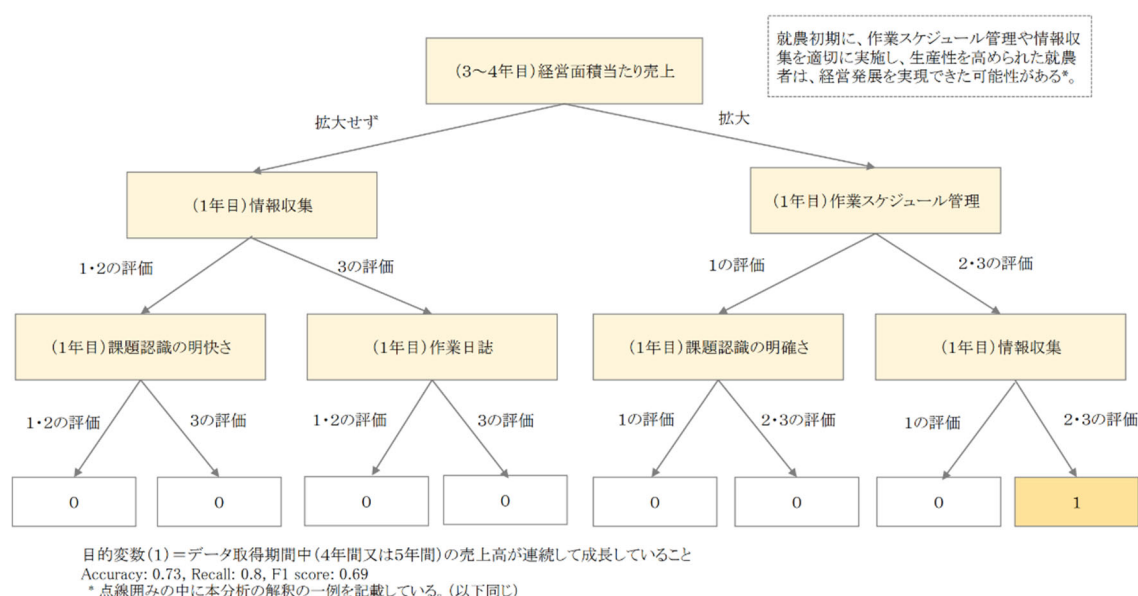 就農初期に、作業スケジュール管理や情報収
集を適切に実施し、生産性を高められた就農
者は、経営発展を実現できた可能性がある*。
(3～4年目)経営面積当たり売上
拡大せず
拡大
(1年目)情報収集
(1年目)作業スケジュール管理
1・2の評価
3の評価
1の評価
2・3の評価
(1年目)課題認識の明快さ
(1年目)作業日誌
(1年目)課題認識の明確さ
(1年目)情報収集
1・2の評価
3の評価
1・2の評価
3の評価
1の評価
2・3の評価
1の評価
2・3の評価
0
0
0
0
0
0
0
1
目的変数(1)＝データ取得期間中(4年間又は5年間)の売上高が連続して成長していること
Accuracy: 0.73, Recall: 0.8, F1 score: 0.69
* 点線囲みの中に本分析の解釈の一例を記載している。(以下同じ)